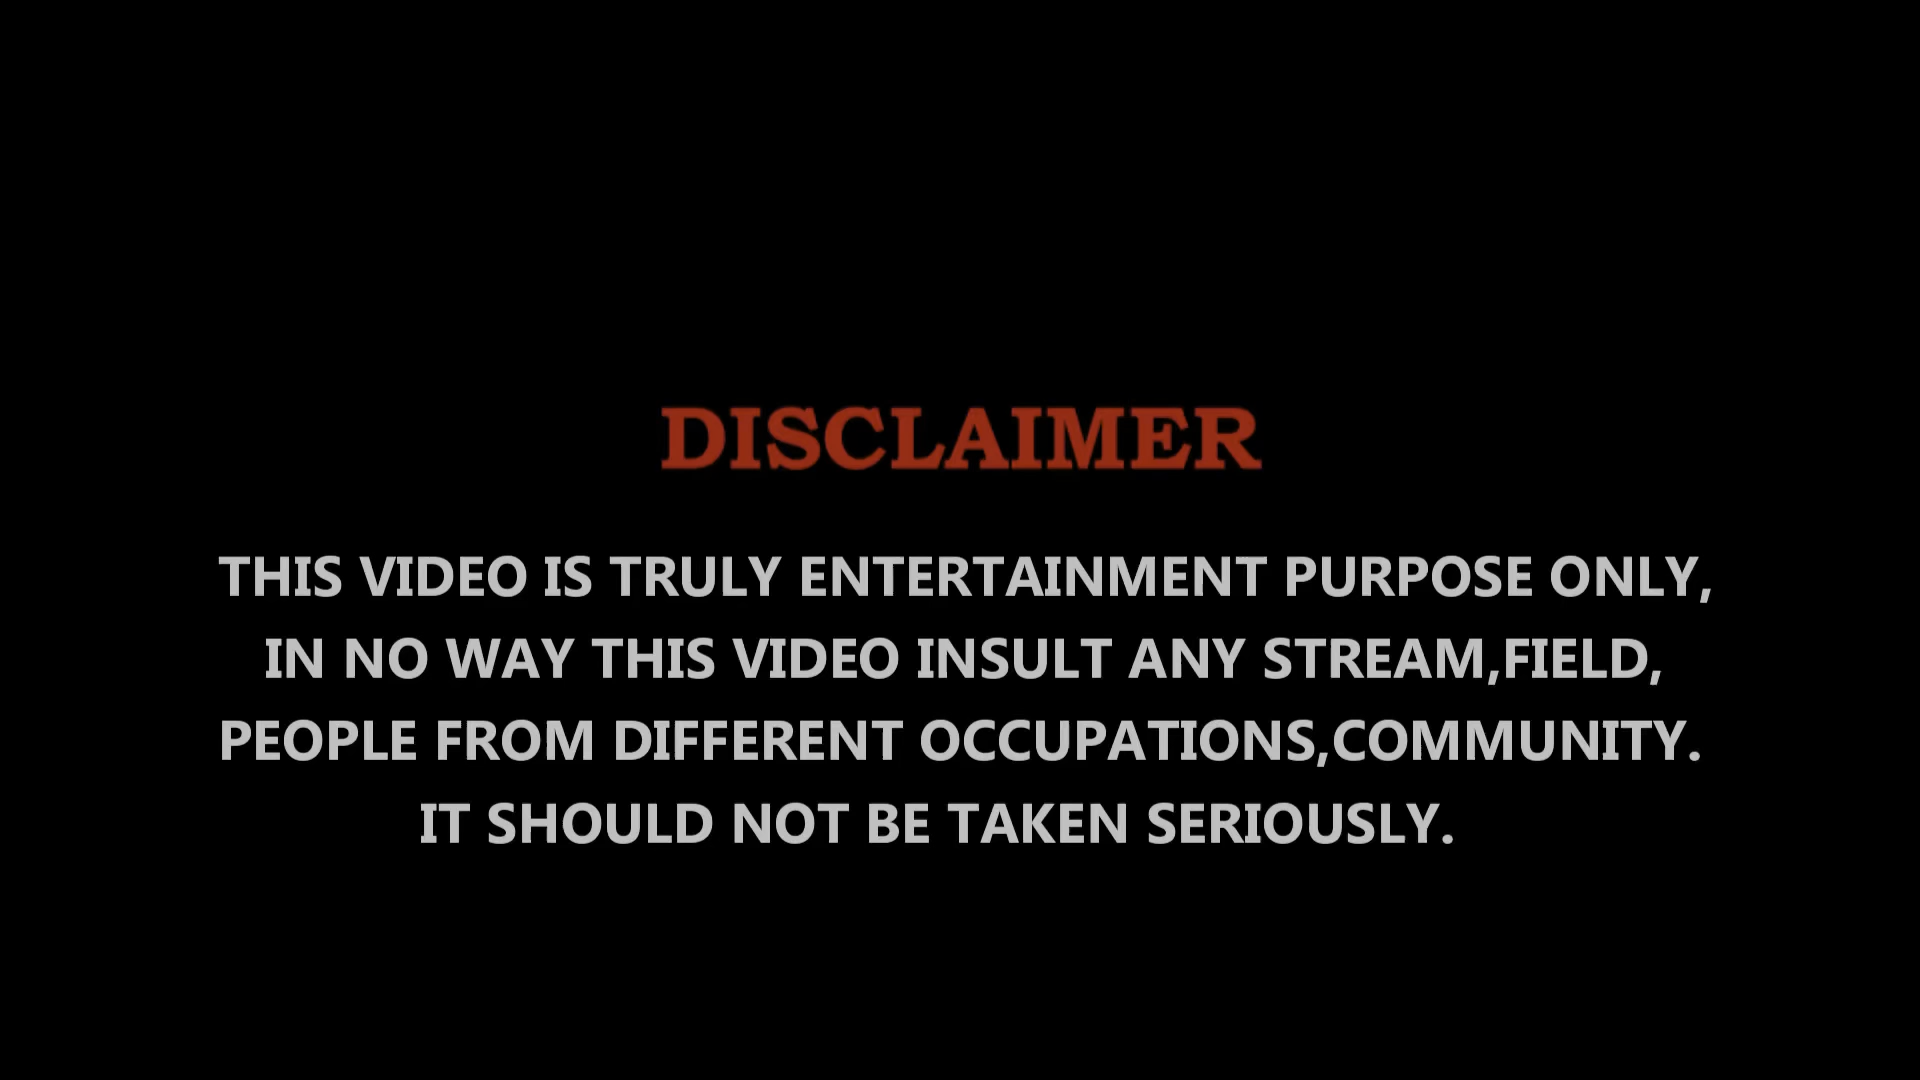 DISCLAIMER
THIS VIDEO IS TRULY ENTERTAINMENT PURPOSE ONLY,
IN NO WAY THIS VIDEO INSULT ANY STREAM,FIELD,
PEOPLE FROM DIFFERENT OCCUPATIONS,COMMUNITY.
IT SHOULD NOT BE TAKEN SERIOUSLY.